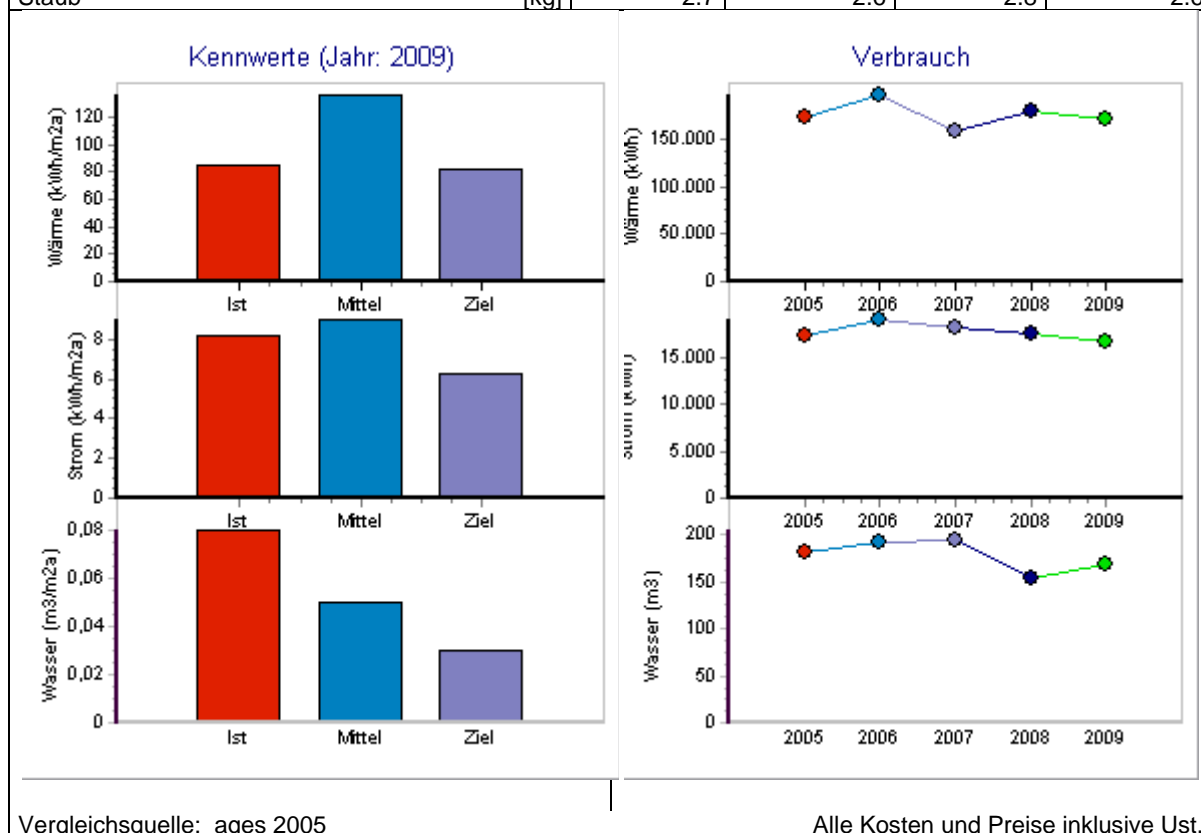 Staub [kg] 2.7
Kennwerte (Jahr: 2009)
Wärme (kWh/m2a)
120
100
80
60
40
20
0
Ist Mittel Ziel
Strom (kWh/m2a)
8
6
4
2
0
Ist Mittel Ziel
Wasser (m3/m2a)
0,08
0,06
0,04
0,02
0
Ist Mittel Ziel
Verbrauch
Wärme (kWh)
150.000
100.000
50.000
0
2005 2006 2007 2008 2009
Strom (kWh)
15.000
10.000
5.000
0
2005 2006 2007 2008 2009
Wasser (m3)
200
150
100
50
0
2005 2006 2007 2008 2009
Vergleichsquelle: ages 2005 Alle Kosten und Preise inklusive Ust.